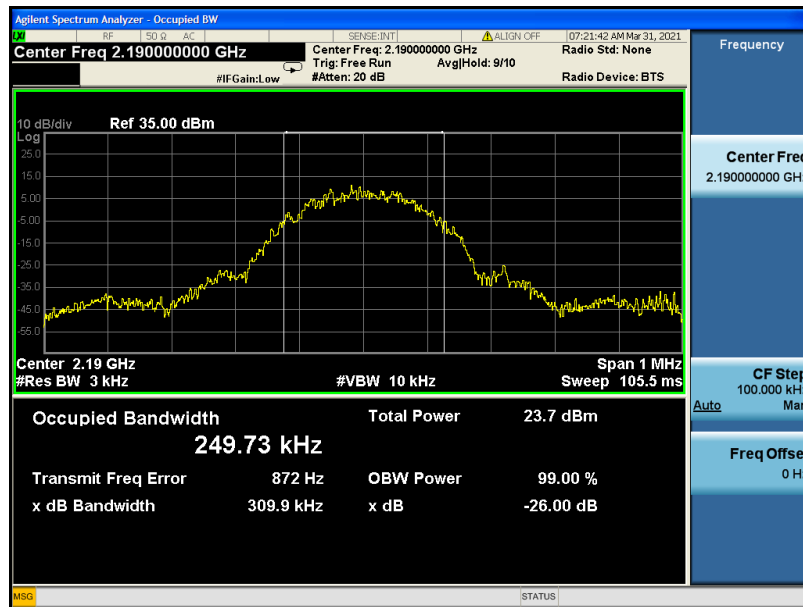 Agilent Spectrum Analyzer - Occupied BW
LXI RF 50 Ω AC SENSE:INT ALIGN OFF 07:21:42 AM Mar 31, 2021
Center Freq 2.190000000 GHz
Center Freq: 2.190000000 GHz
Radio Std: None
Trig: Free Run Avg|Hold: 9/10
#IFGain:Low
#Atten: 20 dB
Radio Device: BTS
10 dB/div Ref 35.00 dBm
Log
25.0
15.0
5.00
-5.00
-15.0
-25.0
-35.0
-45.0
-55.0
Center 2.19 GHz Span 1 MHz
#Res BW 3 kHz #VBW 10 kHz Sweep 105.5 ms
Occupied Bandwidth Total Power 23.7 dBm
249.73 kHz
Transmit Freq Error 872 Hz OBW Power 99.00 %
x dB Bandwidth 309.9 kHz x dB -26.00 dB
MSG STATUS
Frequency
Center Freq
2.190000000 GHz
CF Step
100.000 kHz
Auto Man
Freq Offse
0 Hz